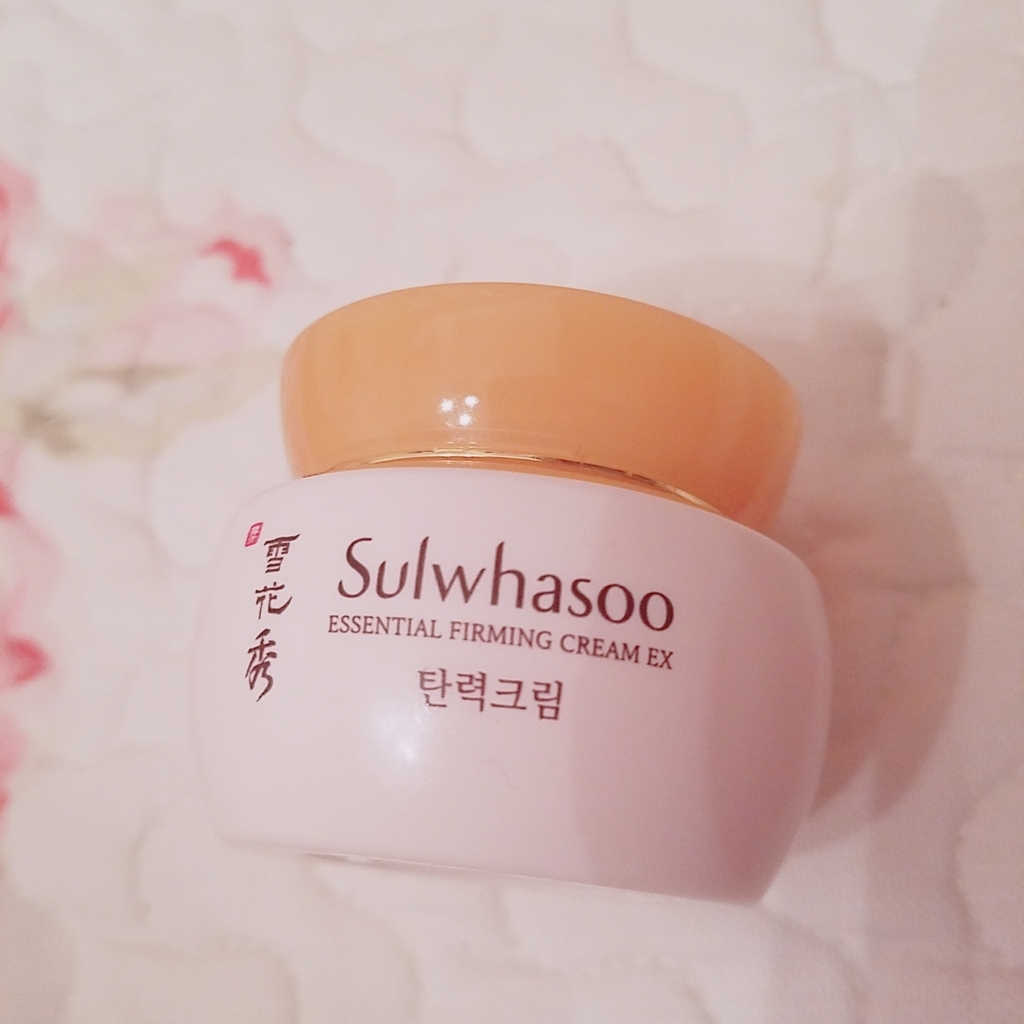 雪花秀
Sulwhasoo
ESSENTIAL FIRMING CREAM EX
탄력크림